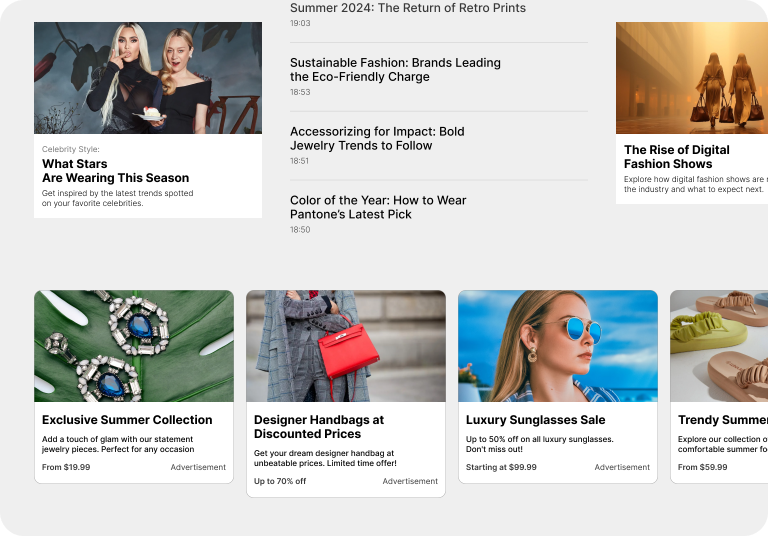 Summer 2024: The Return of Retro Prints
19:03
Sustainable Fashion: Brands Leading
the Eco-Friendly Charge
18:53
Accessorizing for Impact: Bold
Jewelry Trends to Follow
18:51
Color of the Year: How to Wear
Pantone's Latest Pick
18:50
Celebrity Style:
What Stars
Are Wearing This Season
Get inspired by the latest trends spotted
on your favorite celebrities.
The Rise of Digital
Fashion Shows
Explore how digital fashion shows are
the industry and what to expect next.
Exclusive Summer Collection
Add a touch of glam with our statement
jewelry pieces. Perfect for any occasion
From $19.99
Advertisement
Designer Handbags at
Discounted Prices
Get your dream designer handbag at
unbeatable prices. Limited time offer!
Up to 70% off
Advertisement
Luxury Sunglasses Sale
Up to 50% off on all luxury sunglasses.
Don't miss out!
Starting at $99.99
Advertisement
Trendy Summer
Explore our collection
comfortable summer
From $59.99